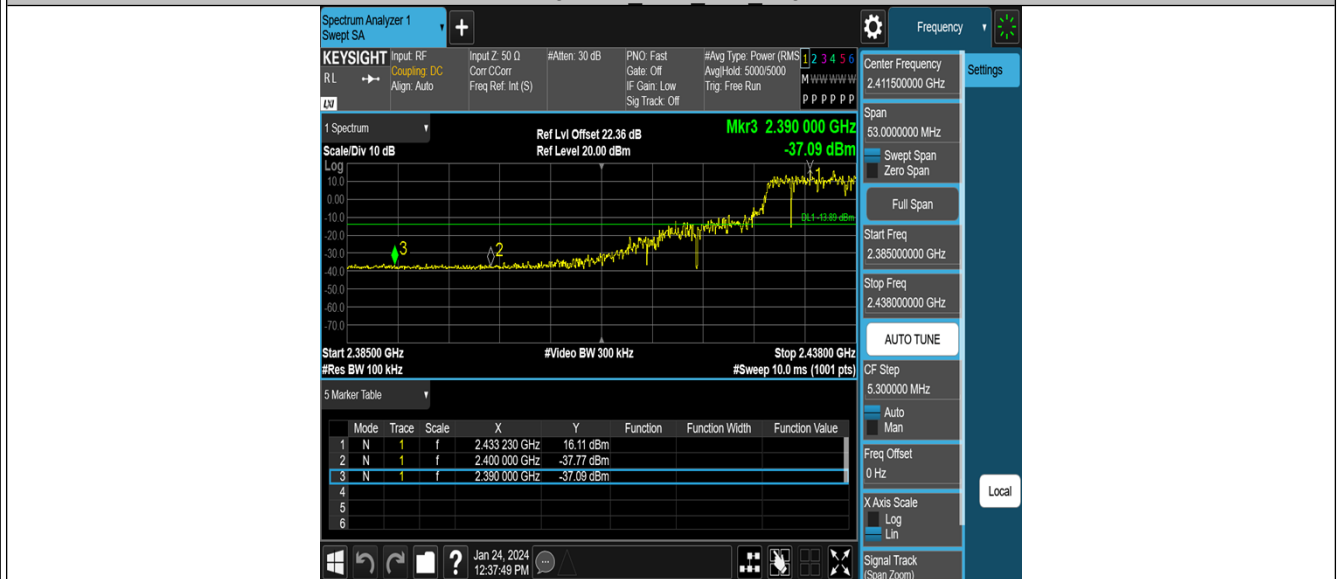 Spectrum Analyzer 1
Swept SA
+
Frequency
KEYSIGHT
RL
LXI
Input: RF
Coupling: DC
Align: Auto
Input Z: 50 Ω
Corr CCorr
Freq Ref: Int (S)
#Atten: 30 dB
PNO: Fast
Gate: Off
IF Gain: Low
Sig Track: Off
#Avg Type: Power (RMS
Avg|Hold: 5000/5000
Trig: Free Run
1 2 3 4 5 6
M W W W W W
P P P P P P
Center Frequency
2.411500000 GHz
Settings
1 Spectrum
Scale/Div 10 dB
Ref Lvl Offset 22.36 dB
Ref Level 20.00 dBm
Mkr3 2.390 000 GHz
-37.09 dBm
Span
53.0000000 MHz
Swept Span
Zero Span
Full Span
Log
10.0
0.00
-10.0
-20.0
-30.0
-40.0
-50.0
-60.0
-70.0
3
2
1
DL1 -13.89 dBm
Start Freq
2.385000000 GHz
Stop Freq
2.438000000 GHz
AUTO TUNE
Start 2.38500 GHz
#Video BW 300 kHz
Stop 2.43800 GHz
#Res BW 100 kHz
#Sweep 10.0 ms (1001 pts)
CF Step
5.300000 MHz
Auto
Man
5 Marker Table
Mode Trace Scale X Y Function Function Width Function Value
1 N 1 f 2.433 230 GHz 16.11 dBm
2 N 1 f 2.400 000 GHz -37.77 dBm
3 N 1 f 2.390 000 GHz -37.09 dBm
4
5
6
Freq Offset
0 Hz
X Axis Scale
Log
Lin
Local
Signal Track
(Span Zoom)
?
Jan 24, 2024
12:37:49 PM